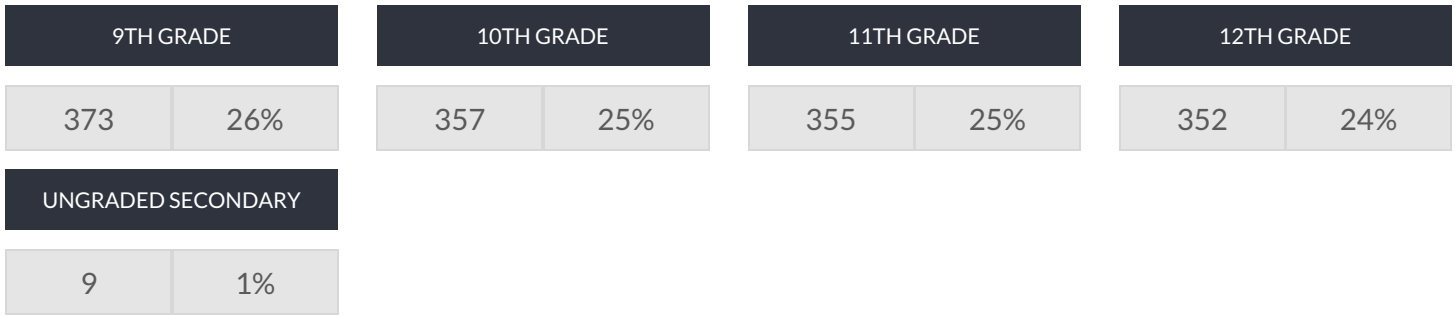 9TH GRADE 10TH GRADE 11TH GRADE 12TH GRADE
373 26% 357 25% 355 25% 352 24%
UNGRADED SECONDARY
9 1%